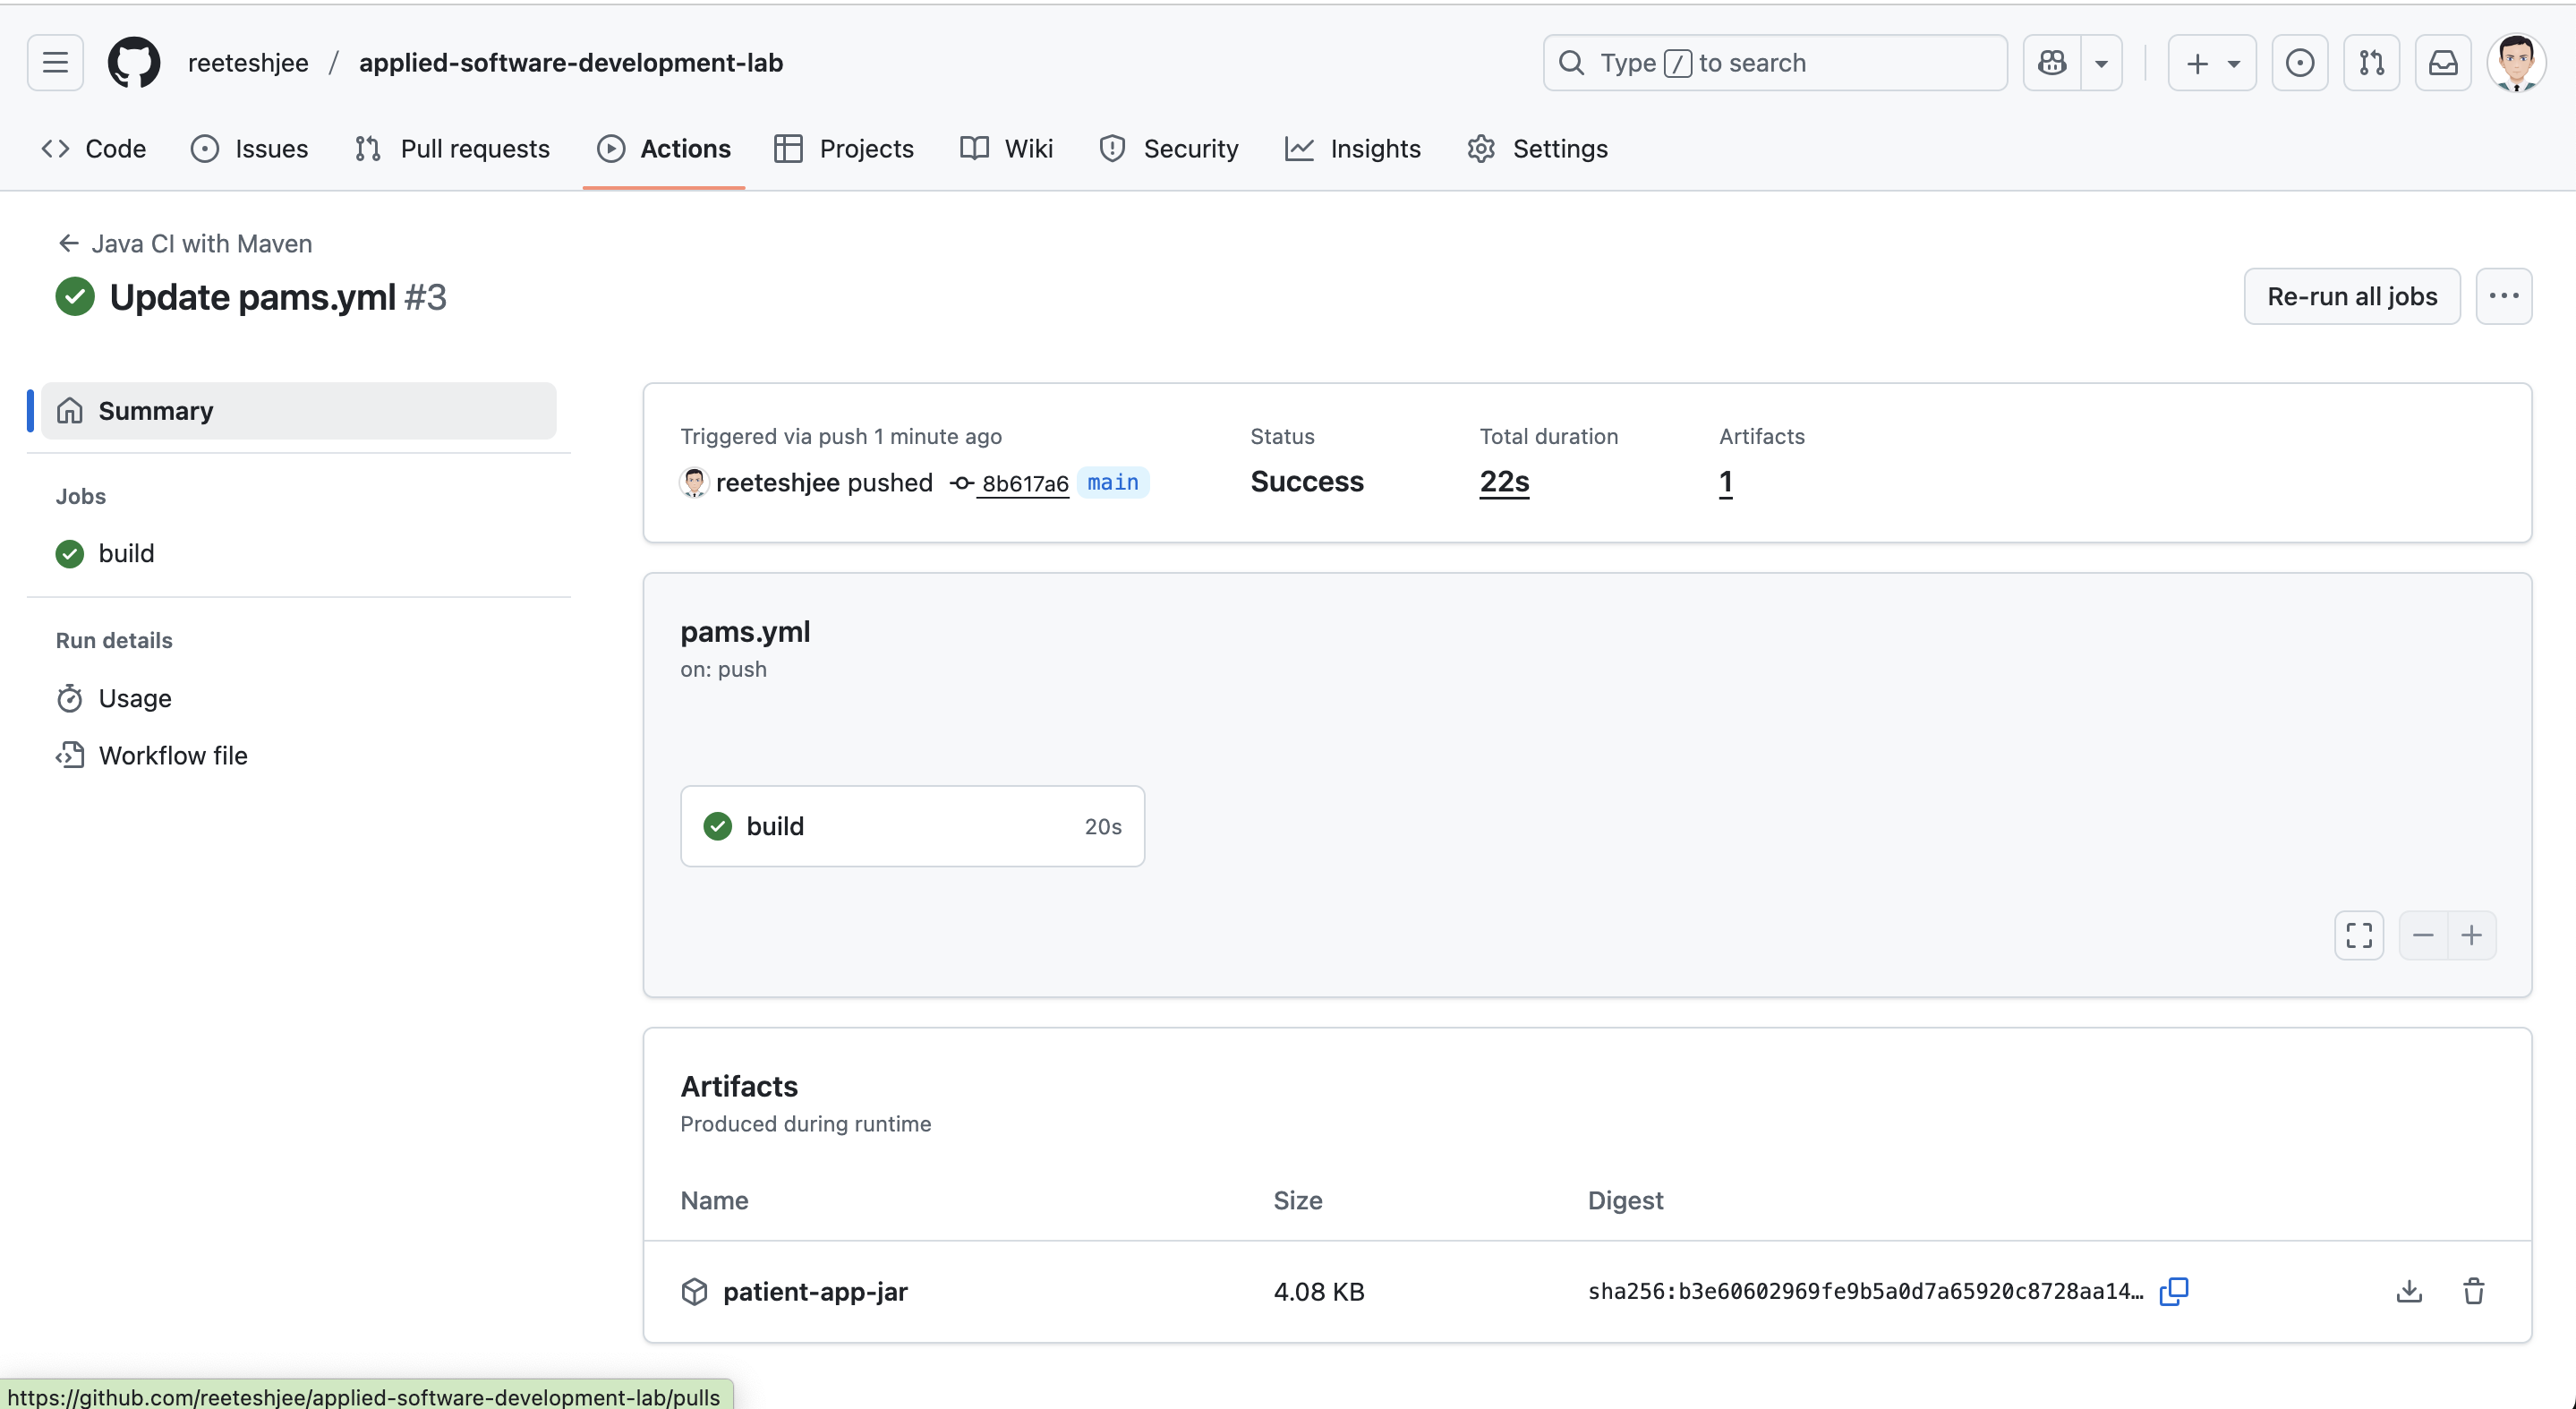 reeteshjee / applied-software-development-lab
Type / to search
Code Issues Pull requests Actions Projects Wiki Security Insights Settings
← Java CI with Maven
Update pams.yml #3
Re-run all jobs
Summary
Jobs
build
Run details
Usage
Workflow file
Triggered via push 1 minute ago
reeteshjee pushed 8b617a6 main
Status
Success
Total duration
22s
Artifacts
1
pams.yml
on: push
build 20s
Artifacts
Produced during runtime
Name Size Digest
patient-app-jar 4.08 KB sha256:b3e60602969fe9b5a0d7a65920c8728aa14…
https://github.com/reeteshjee/applied-software-development-lab/pulls